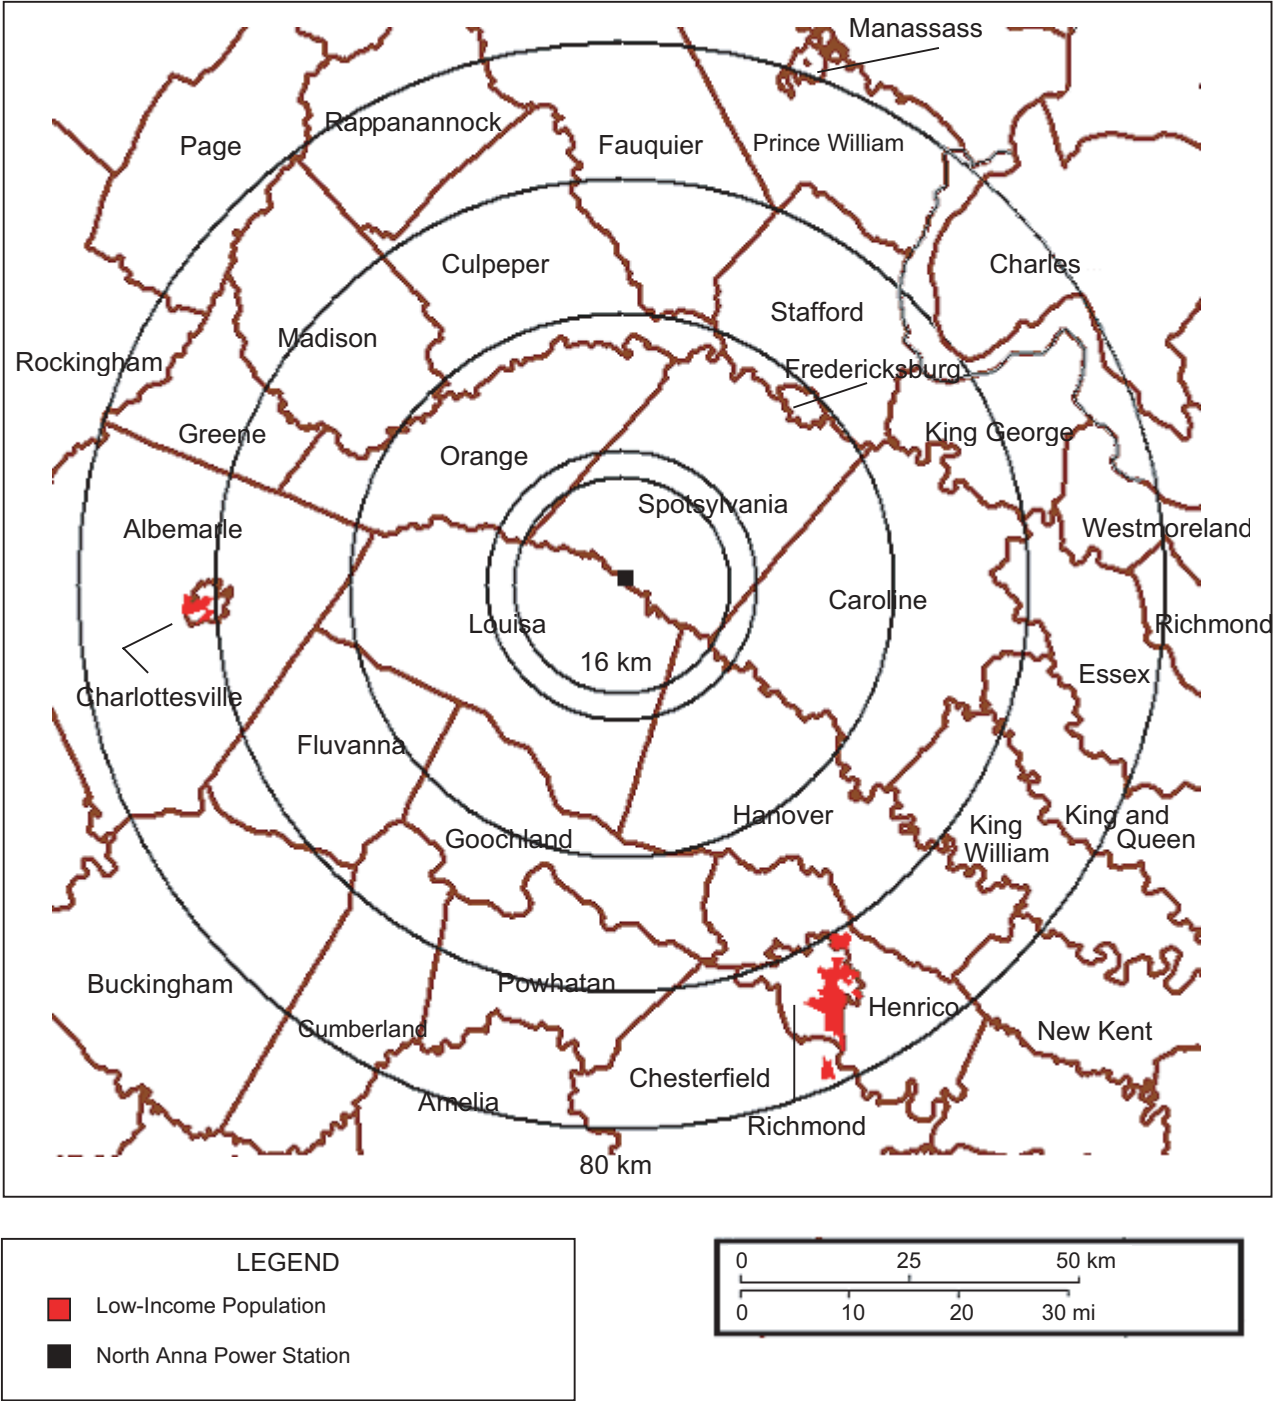 Manassass
Rappanannock
Page
Fauquier
Prince William
Culpeper
Charles
Stafford
Madison
Rockingham
Fredericksburg
Greene
King George
Orange
Spotsylvania
Albemarle
Westmoreland
Caroline
Louisa
Richmond
16 km
Essex
Charlottesville
Fluvanna
Hanover
King and
Queen
King
William
Goochland
Buckingham
Powhatan
Henrico
Cumberland
New Kent
Chesterfield
Amelia
Richmond
80 km
LEGEND
Low-Income Population
North Anna Power Station
0 25 50 km
0 10 20 30 mi